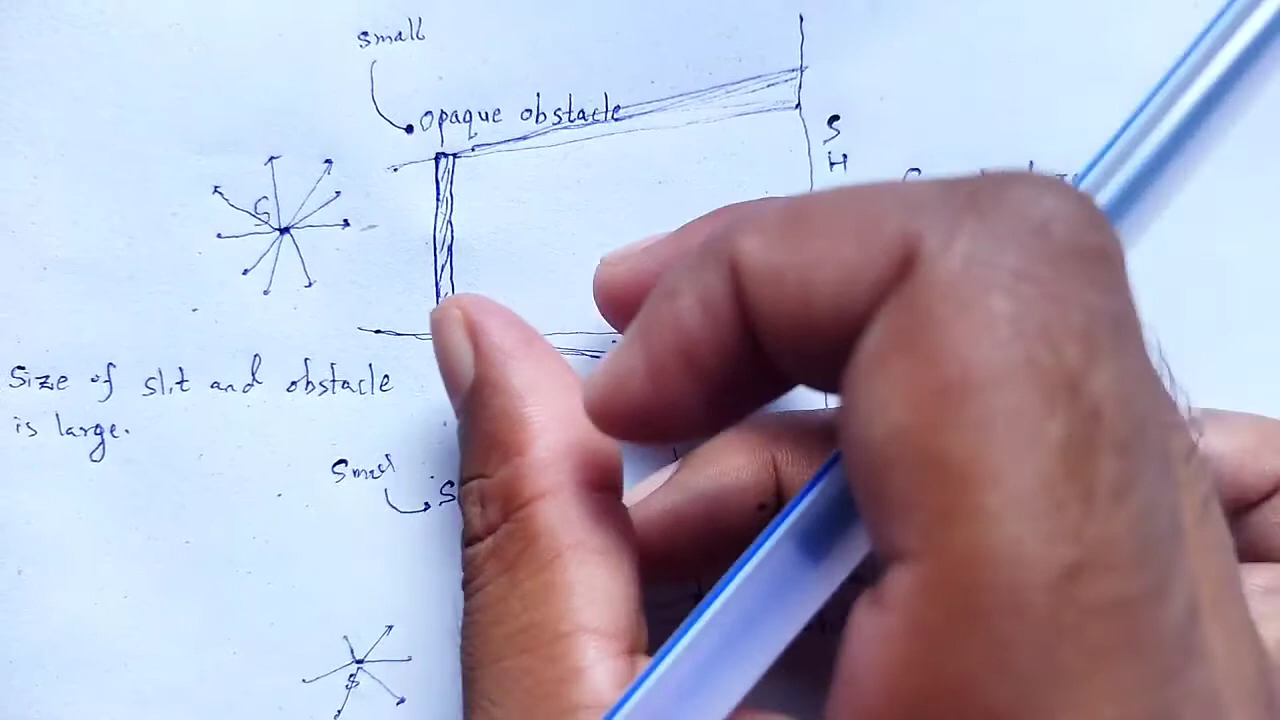 small
opaque obstacle
S
H
S
Size of slit and obstacle
is large.
Small
S
S